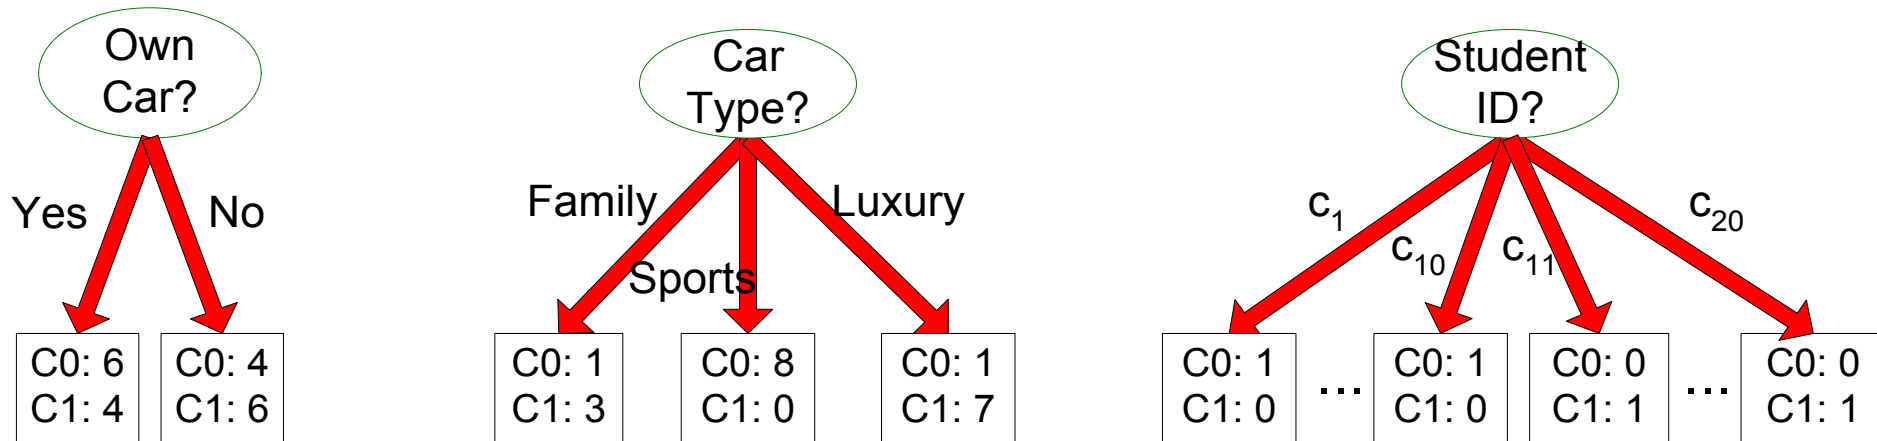 Own
Car?
Yes
No
C0: 6
C1: 4
C0: 4
C1: 6
Car
Type?
Family
Sports
Luxury
C0: 1
C1: 3
C0: 8
C1: 0
C0: 1
C1: 7
Student
ID?
c1
c10
c11
c20
C0: 1
C1: 0
...
C0: 1
C1: 0
C0: 0
C1: 1
...
C0: 0
C1: 1